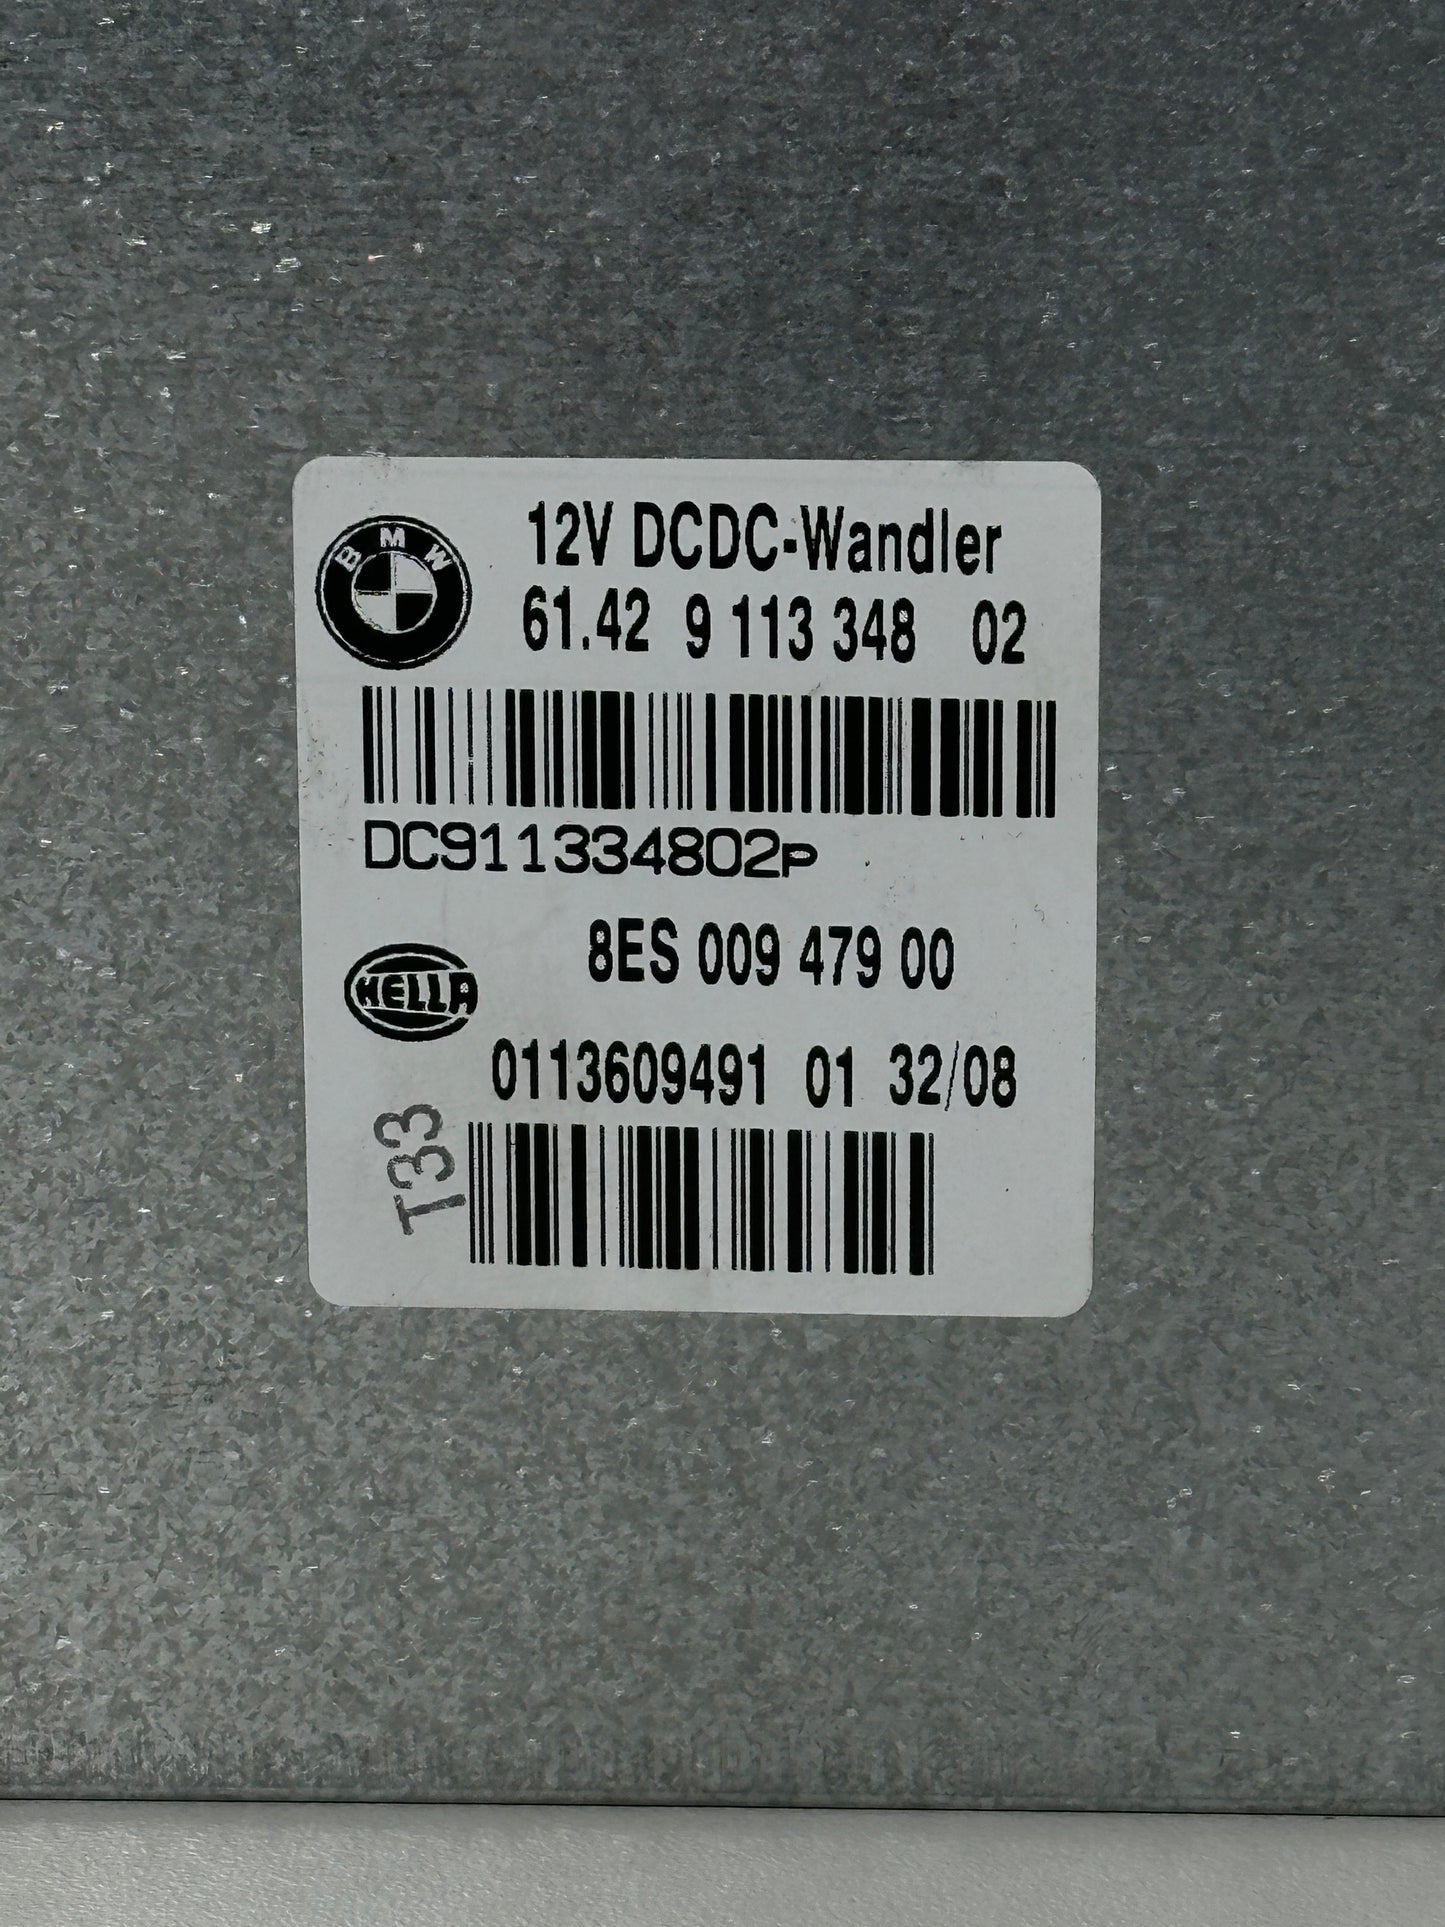 BMW
12V DCDC-Wandler
61.42 9 113 348 02
DC911334802P
8ES 009 479 00
HELLA
0113609491 01 32/08
T33